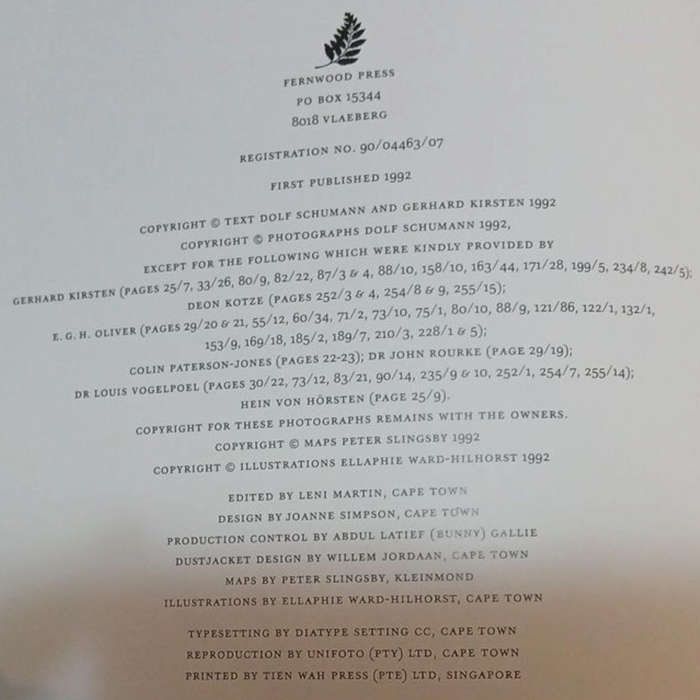 FERNWOOD PRESS
PO BOX 15344
8018 VLAEBERG
REGISTRATION NO. 90/04463/07
FIRST PUBLISHED 1992
COPYRIGHT © TEXT DOLF SCHUMANN AND GERHARD KIRSTEN 1992
COPYRIGHT © PHOTOGRAPHS DOLF SCHUMANN 1992,
EXCEPT FOR THE FOLLOWING WHICH WERE KINDLY PROVIDED BY
GERHARD KIRSTEN (PAGES 25/7, 33/26, 80/9, 82/22, 87/3 & 4, 88/10, 158/10, 163/44, 171/28, 199/5, 234/8, 242/5);
DEON KOTZE (PAGES 252/3 & 4, 254/8 & 9, 255/15);
E. G. H. OLIVER (PAGES 29/20 & 21, 55/12, 60/34, 71/2, 73/10, 75/1, 80/10, 88/9, 121/86, 122/1, 132/1,
153/9, 169/18, 185/2, 189/7, 210/3, 228/1 & 5);
COLIN PATERSON-JONES (PAGES 22-23); DR JOHN ROURKE (PAGE 29/19);
DR LOUIS VOGELPOEL (PAGES 30/22, 73/12, 83/21, 90/14, 235/9 & 10, 252/1, 254/7, 255/14);
HEIN VON HÖRSTEN (PAGE 25/9).
COPYRIGHT FOR THESE PHOTOGRAPHS REMAINS WITH THE OWNERS.
COPYRIGHT © MAPS PETER SLINGSBY 1992
COPYRIGHT © ILLUSTRATIONS ELLAPHIE WARD-HILHORST 1992
EDITED BY LENI MARTIN, CAPE TOWN
DESIGN BY JOANNE SIMPSON, CAPE TOWN
PRODUCTION CONTROL BY ABDUL LATIEF (BUNNY) GALLIE
DUSTJACKET DESIGN BY WILLEM JORDAAN, CAPE TOWN
MAPS BY PETER SLINGSBY, KLEINMOND
ILLUSTRATIONS BY ELLAPHIE WARD-HILHORST, CAPE TOWN
TYPESETTING BY DIATYPE SETTING CC, CAPE TOWN
REPRODUCTION BY UNIFOTO (PTY) LTD, CAPE TOWN
PRINTED BY TIEN WAH PRESS (PTE) LTD, SINGAPORE